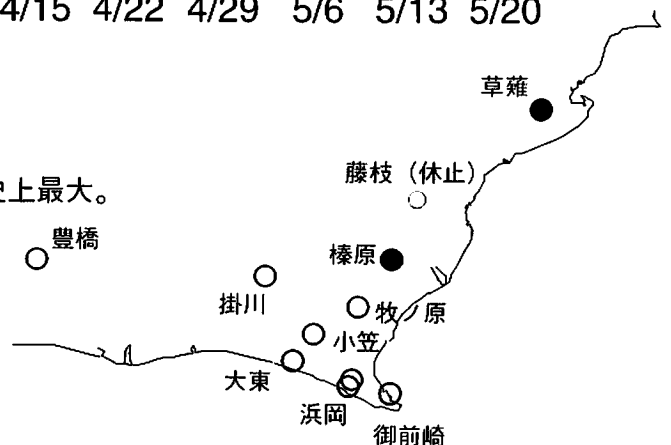 4/15 4/22 4/29 5/6 5/13 5/20
草薙
藤枝（休止）
史上最大。
豊橋
榛原
掛川
牧ノ原
小笠
大東
浜岡
御前崎